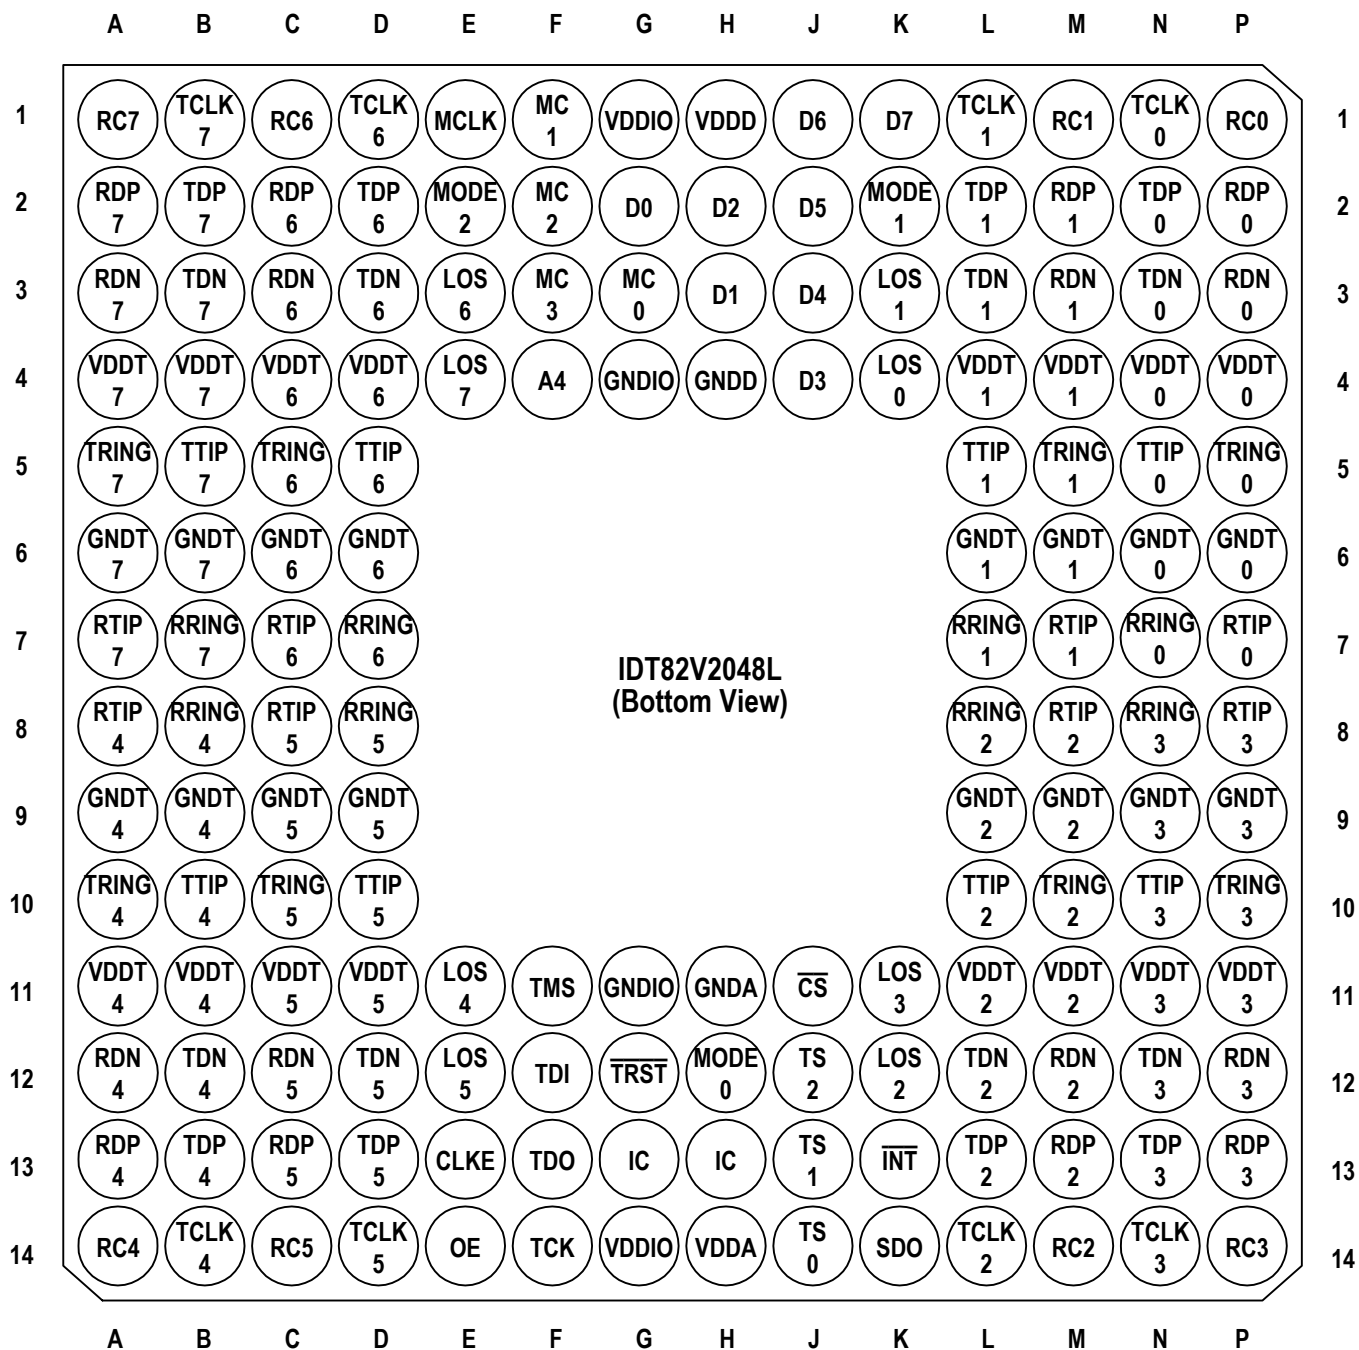 A B C D E F G H J K L M N P
1 RC7 TCLK 7 RC6 TCLK 6 MCLK MC 1 VDDIO VDDD D6 D7 TCLK 1 RC1 TCLK 0 RC0 1
2 RDP 7 TDP 7 RDP 6 TDP 6 MODE 2 MC 2 D0 D2 D5 MODE 1 TDP 1 RDP 1 TDP 0 RDP 0 2
3 RDN 7 TDN 7 RDN 6 TDN 6 LOS 6 MC 3 MC 0 D1 D4 LOS 1 TDN 1 RDN 1 TDN 0 RDN 0 3
4 VDDT 7 VDDT 7 VDDT 6 VDDT 6 LOS 7 A4 GNDIO GNDD D3 LOS 0 VDDT 1 VDDT 1 VDDT 0 VDDT 0 4
5 TRING 7 TTIP 7 TRING 6 TTIP 6 TTIP 1 TRING 1 TTIP 0 TRING 0 5
6 GNDT 7 GNDT 7 GNDT 6 GNDT 6 GNDT 1 GNDT 1 GNDT 0 GNDT 0 6
7 RTIP 7 RRING 7 RTIP 6 RRING 6 RRING 1 RTIP 1 RRING 0 RTIP 0 7
IDT82V2048L
(Bottom View)
8 RTIP 4 RRING 4 RTIP 5 RRING 5 RRING 2 RTIP 2 RRING 3 RTIP 3 8
9 GNDT 4 GNDT 4 GNDT 5 GNDT 5 GNDT 2 GNDT 2 GNDT 3 GNDT 3 9
10 TRING 4 TTIP 4 TRING 5 TTIP 5 TTIP 2 TRING 2 TTIP 3 TRING 3 10
11 VDDT 4 VDDT 4 VDDT 5 VDDT 5 LOS 4 TMS GNDIO GNDA CS LOS 3 VDDT 2 VDDT 2 VDDT 3 VDDT 3 11
12 RDN 4 TDN 4 RDN 5 TDN 5 LOS 5 TDI TRST MODE 0 TS 2 LOS 2 TDN 2 RDN 2 TDN 3 RDN 3 12
13 RDP 4 TDP 4 RDP 5 TDP 5 CLKE TDO IC IC TS 1 INT TDP 2 RDP 2 TDP 3 RDP 3 13
14 RC4 TCLK 4 RC5 TCLK 5 OE TCK VDDIO VDDA TS 0 SDO TCLK 2 RC2 TCLK 3 RC3 14
A B C D E F G H J K L M N P